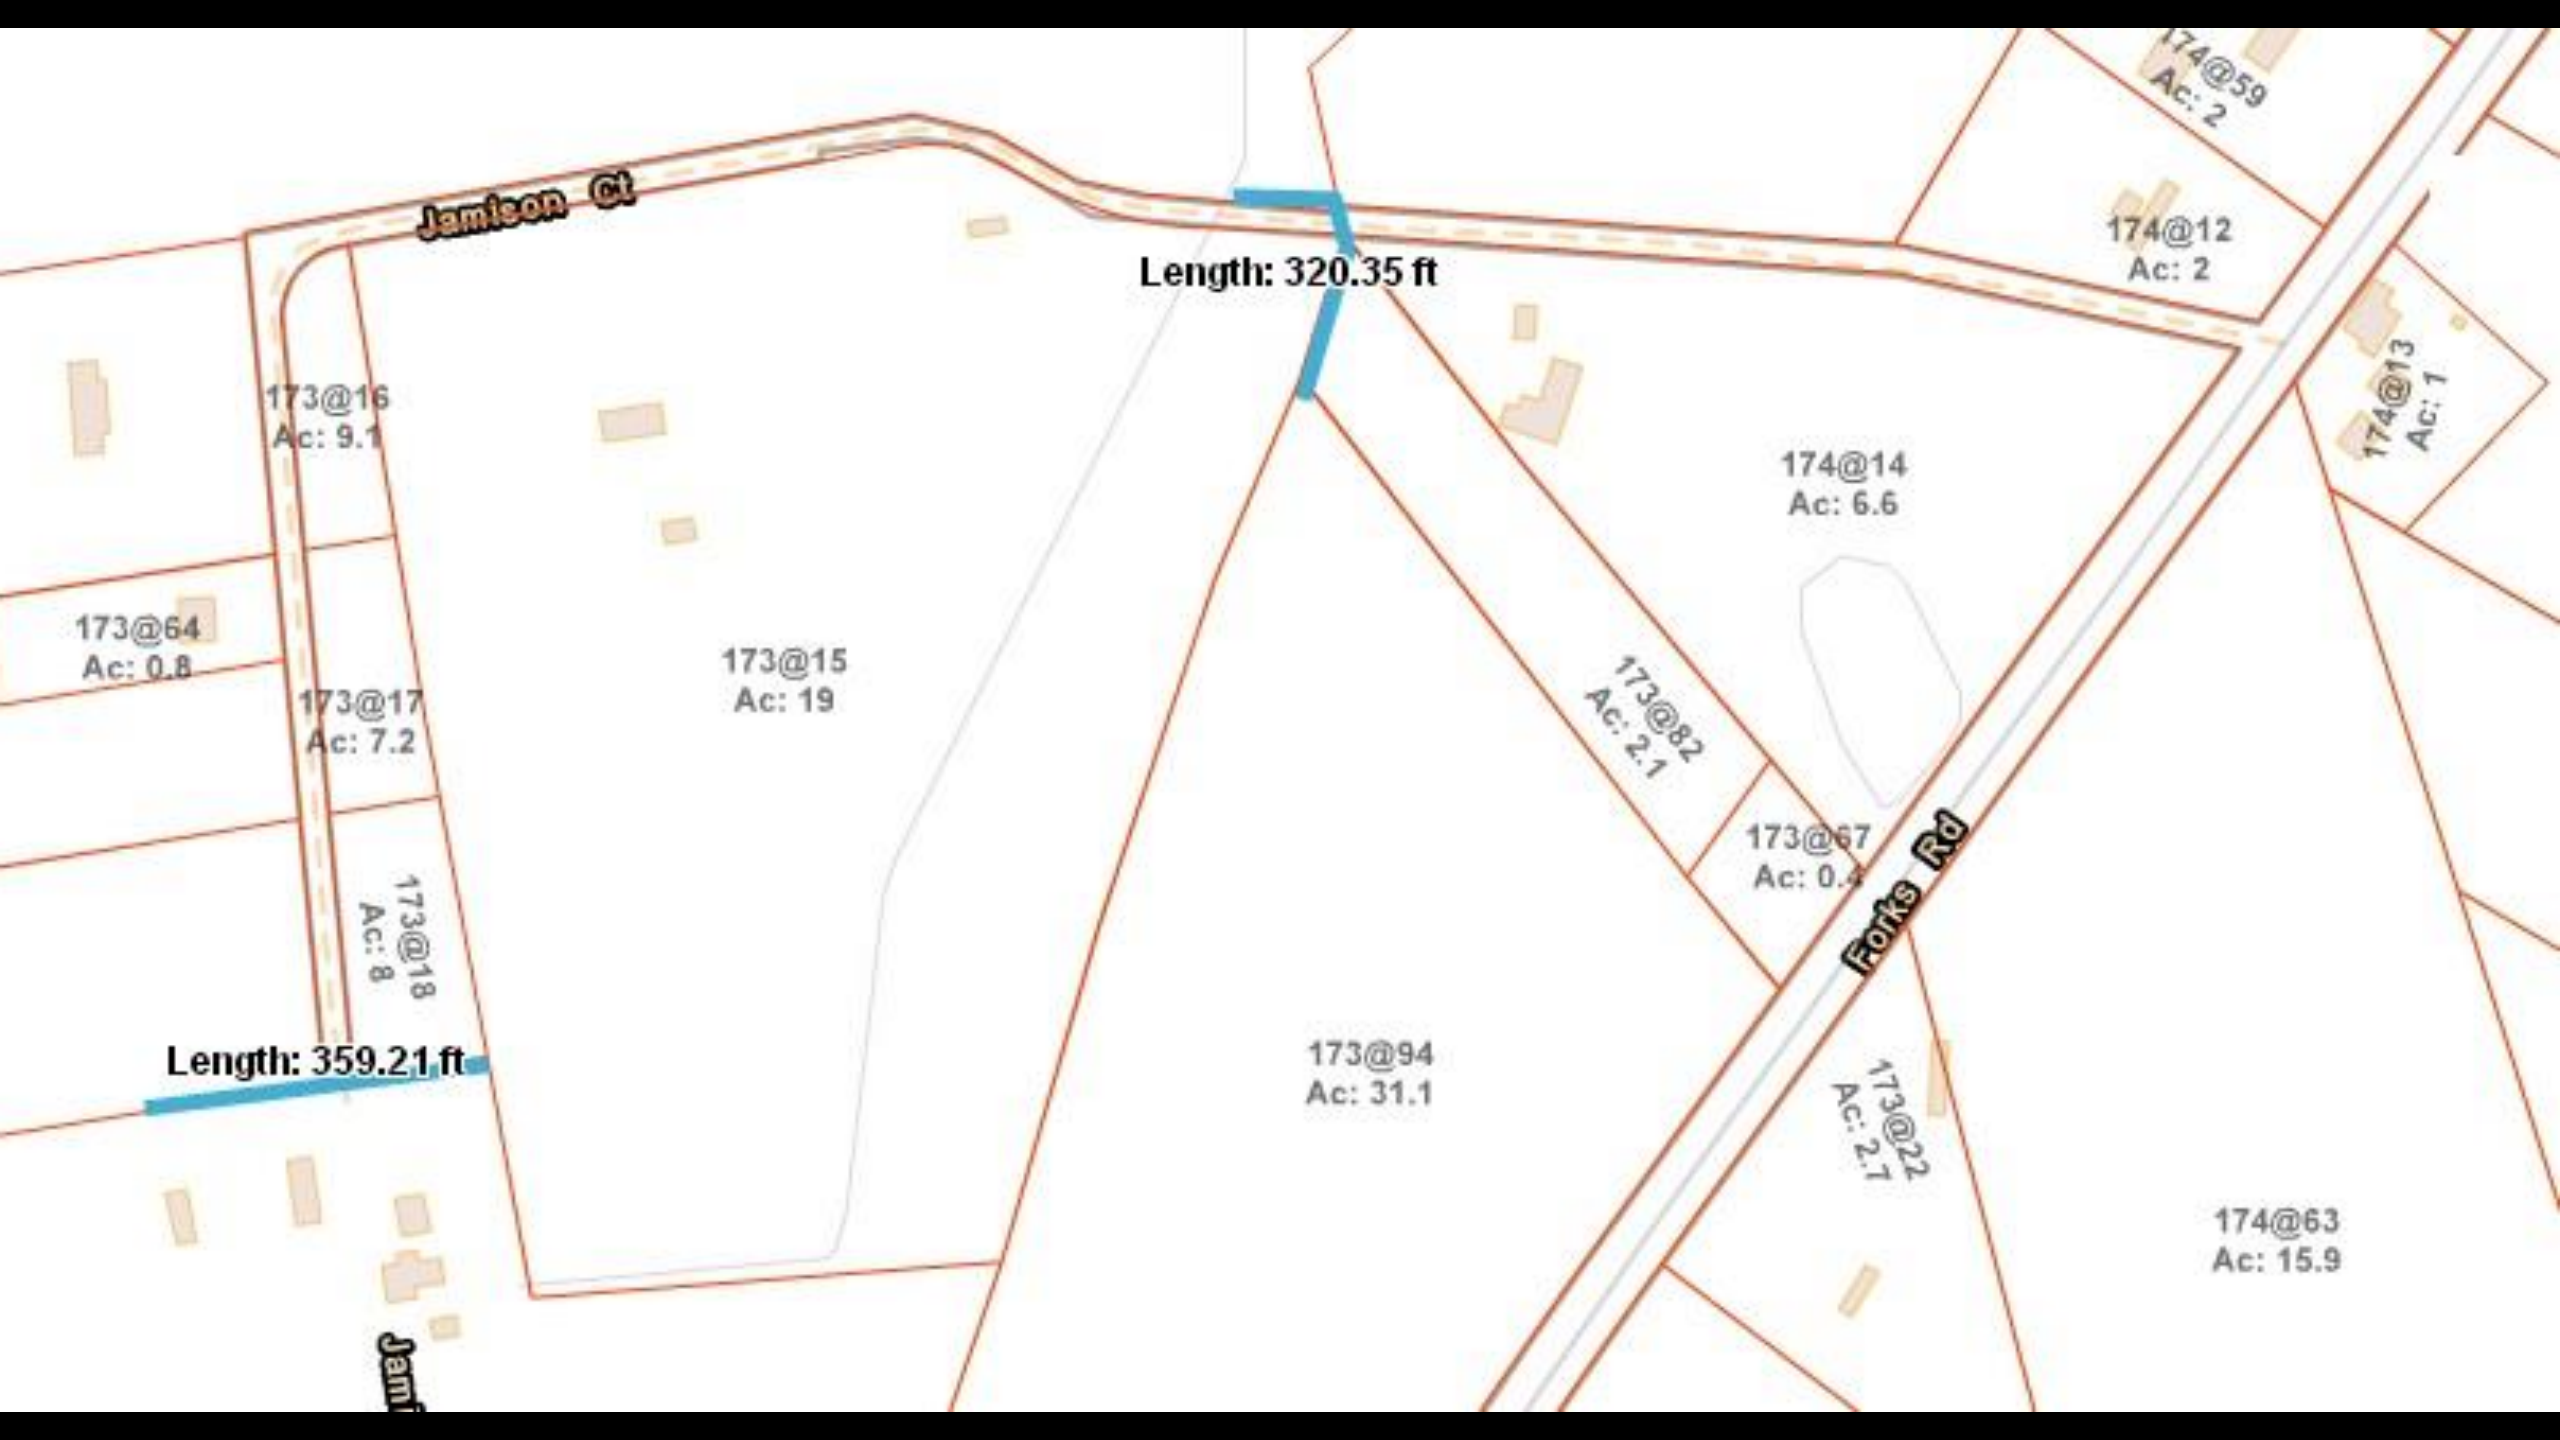 174@59
Ac: 2
Jamison Ct
174@12
Ac: 2
Length: 320.35 ft
174@13
Ac: 1
173@16
Ac: 9.1
174@14
Ac: 6.6
173@64
Ac: 0.8
173@15
Ac: 19
173@82
Ac: 2.1
173@17
Ac: 7.2
173@67
Ac: 0.4
Forks Rd
173@18
Ac: 8
Length: 359.21 ft
173@94
Ac: 31.1
173@22
Ac: 2.7
174@63
Ac: 15.9
Jami